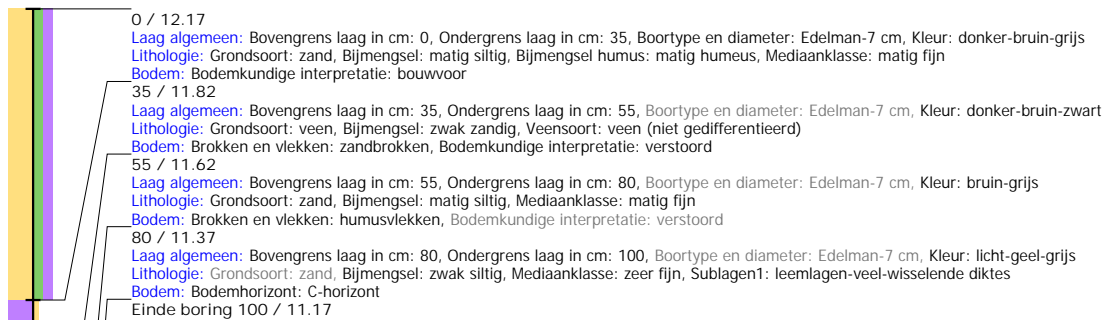 0 / 12.17
Laag algemeen: Bovengrens laag in cm: 0, Ondergrens laag in cm: 35, Boortype en diameter: Edelman-7 cm, Kleur: donker-bruin-grijs
Lithologie: Grondsoort: zand, Bijmengsel: matig siltig, Bijmengsel humus: matig humeus, Mediaanklasse: matig fijn
Bodem: Bodemkundige interpretatie: bouwvoor
35 / 11.82
Laag algemeen: Bovengrens laag in cm: 35, Ondergrens laag in cm: 55, Boortype en diameter: Edelman-7 cm, Kleur: donker-bruin-zwart
Lithologie: Grondsoort: veen, Bijmengsel: zwak zandig, Veensoort: veen (niet gedifferentieerd)
Bodem: Brokken en vlekken: zandbrokken, Bodemkundige interpretatie: verstoord
55 / 11.62
Laag algemeen: Bovengrens laag in cm: 55, Ondergrens laag in cm: 80, Boortype en diameter: Edelman-7 cm, Kleur: bruin-grijs
Lithologie: Grondsoort: zand, Bijmengsel: matig siltig, Mediaanklasse: matig fijn
Bodem: Brokken en vlekken: humusvlekken, Bodemkundige interpretatie: verstoord
80 / 11.37
Laag algemeen: Bovengrens laag in cm: 80, Ondergrens laag in cm: 100, Boortype en diameter: Edelman-7 cm, Kleur: licht-geel-grijs
Lithologie: Grondsoort: zand, Bijmengsel: zwak siltig, Mediaanklasse: zeer fijn, Sublagen1: leemlagen-veel-wisselende diktes
Bodem: Bodemhorizont: C-horizont
Einde boring 100 / 11.17